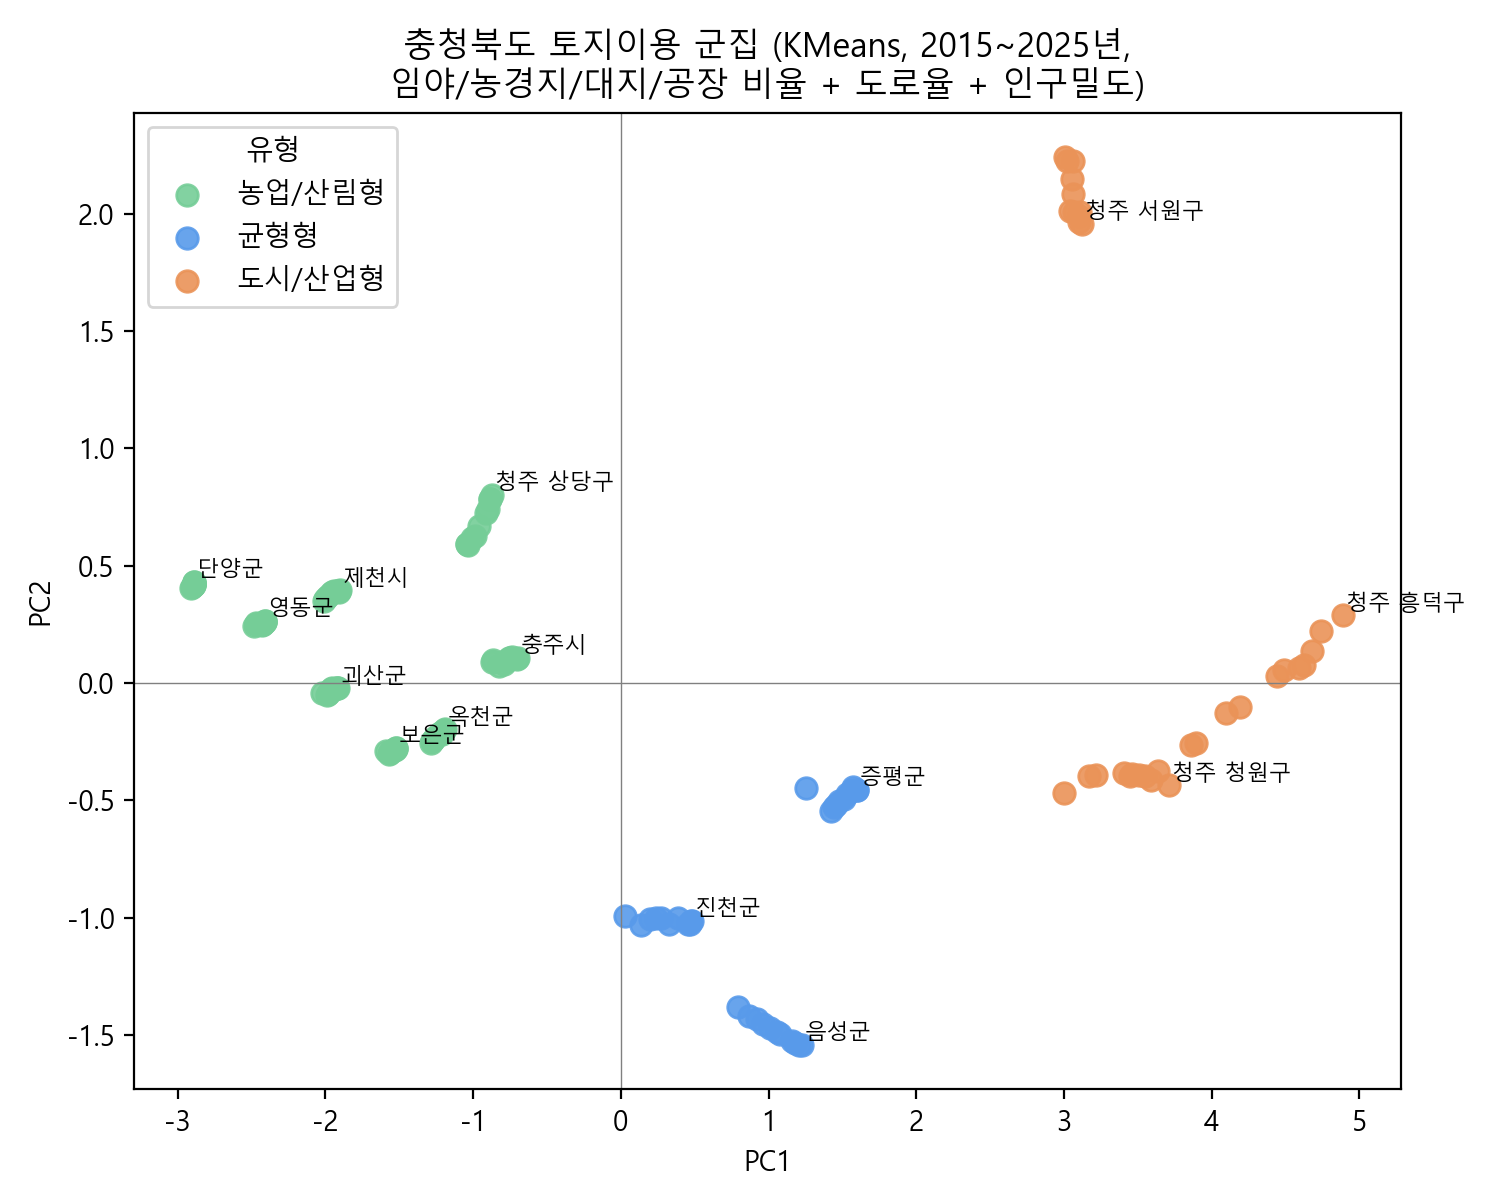 충청북도 토지이용 군집 (KMeans, 2015~2025년,
임야/농경지/대지/공장 비율 + 도로율 + 인구밀도)
유형
농업/산림형
균형형
도시/산업형
청주 서원구
청주 상당구
단양군
제천시
영동군
청주 흥덕구
충주시
괴산군
옥천군
보은군
청주 청원구
증평군
진천군
음성군
PC2
2.0
1.5
1.0
0.5
0.0
-0.5
-1.0
-1.5
-3 -2 -1 0 1 2 3 4 5
PC1